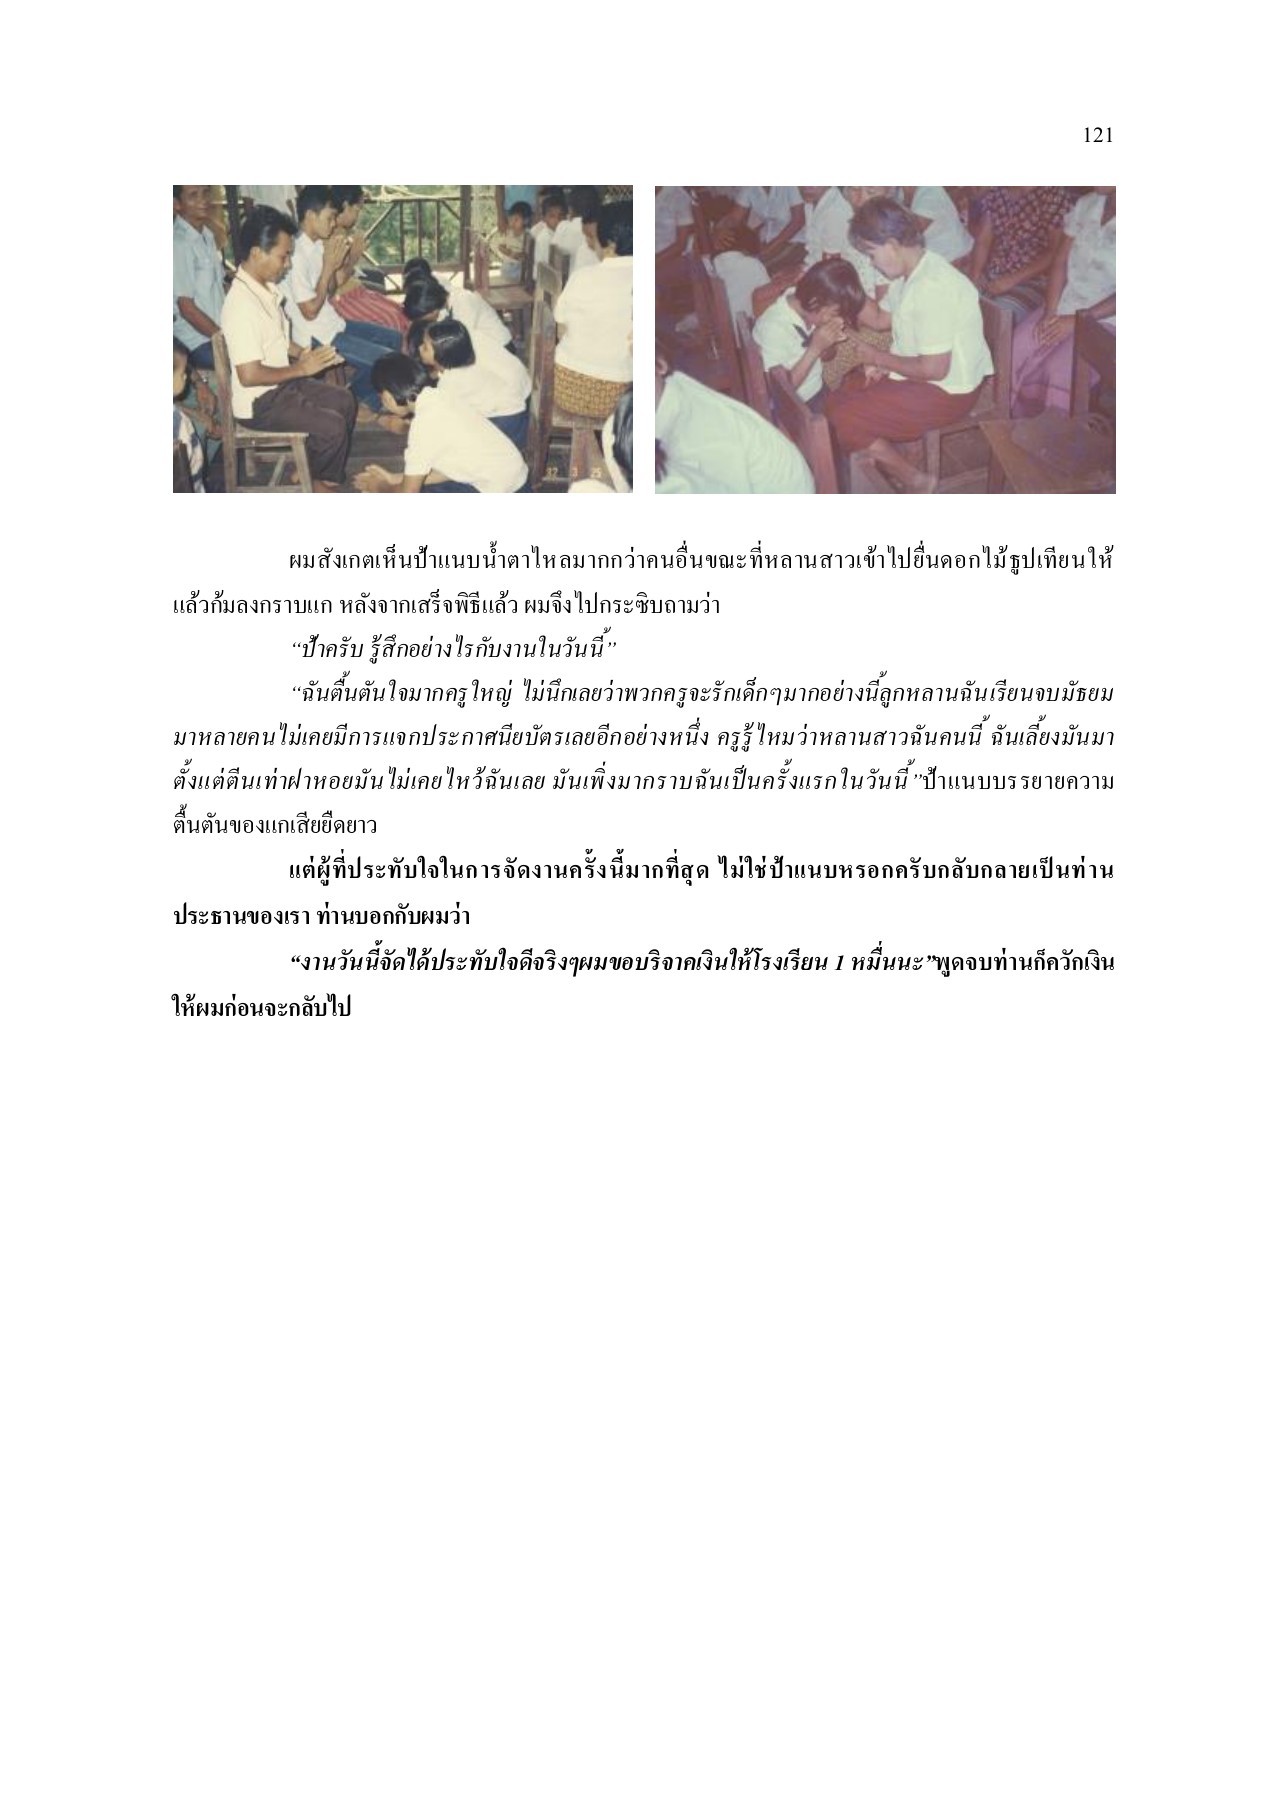 121
32 3 25
ผมสังเกตเห็นป้าแนบน้ำตาไหลมากกว่าคนอื่นขณะที่หลานสาวเข้าไปยื่นดอกไม้ธูปเทียนให้
แล้วก้มลงกราบแก หลังจากเสร็จพิธีแล้ว ผมจึงไปกระซิบถามว่า
“ป้าครับ รู้สึกอย่างไรกับงานในวันนี้”
“ฉันตื้นตันใจมากครูใหญ่ ไม่นึกเลยว่าพวกครูจะรักเด็กๆมากอย่างนี้ลูกหลานฉันเรียนจบมัธยม
มาหลายคนไม่เคยมีการแจกประกาศนียบัตรเลยอีกอย่างหนึ่ง ครูรู้ไหมว่าหลานสาวฉันคนนี้ ฉันเลี้ยงมันมา
ตั้งแต่ตีนเท่าฝาหอยมันไม่เคยไหว้ฉันเลย มันเพิ่งมากราบฉันเป็นครั้งแรกในวันนี้”ป้าแนบบรรยายความ
ตื้นตันของแกเสียยืดยาว
แต่ผู้ที่ประทับใจในการจัดงานครั้งนี้มากที่สุด ไม่ใช่ป้าแนบหรอกครับกลับกลายเป็นท่าน
ประธานของเรา ท่านบอกกับผมว่า
“งานวันนี้จัดได้ประทับใจดีจริงๆผมขอบริจาคเงินให้โรงเรียน 1 หมื่นนะ”พูดจบท่านก็ควักเงิน
ให้ผมก่อนจะกลับไป